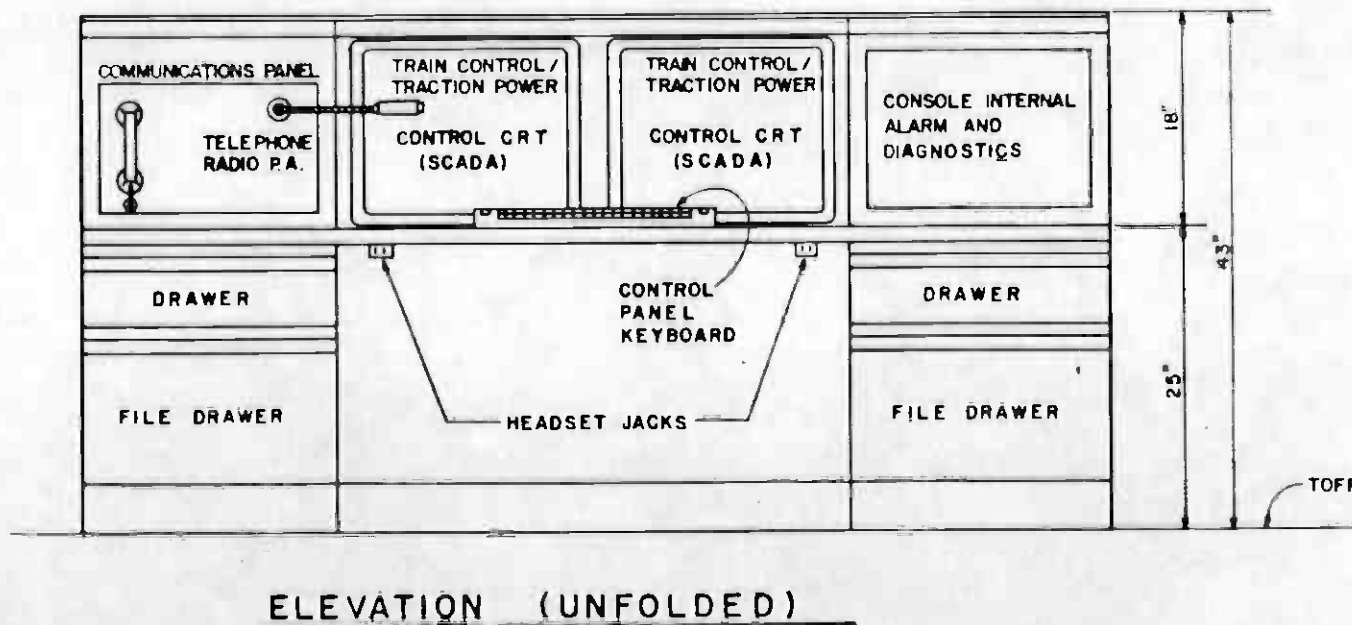 COMMUNICATIONS PANEL
TELEPHONE
RADIO P.A.
TRAIN CONTROL /
TRACTION POWER
CONTROL CRT
(SCADA)
TRAIN CONTROL /
TRACTION POWER
CONTROL CRT
(SCADA)
CONSOLE INTERNAL
ALARM AND
DIAGNOSTICS
18"
43"
25"
DRAWER
CONTROL
PANEL
KEYBOARD
DRAWER
FILE DRAWER
HEADSET JACKS
FILE DRAWER
TOFF
ELEVATION (UNFOLDED)